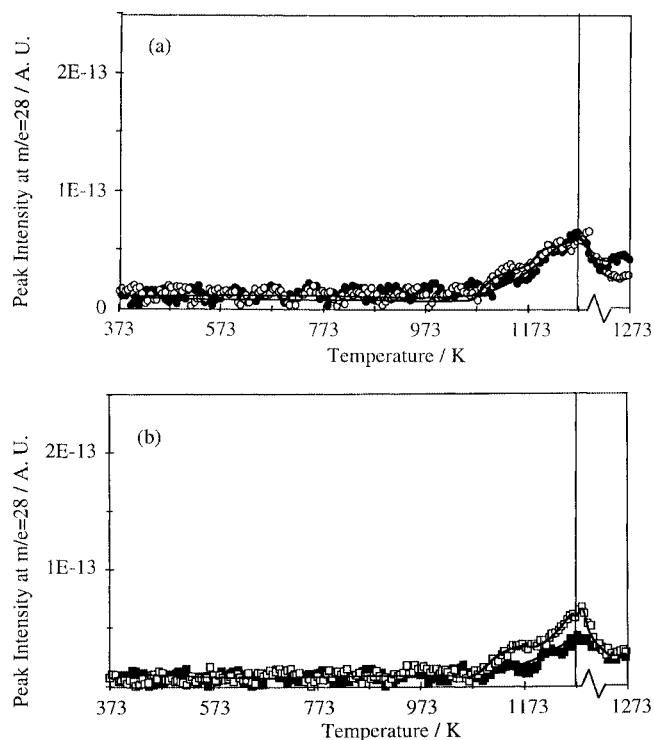 (a)
Peak Intensity at m/e=28 / A. U.
2E-13
1E-13
0
373 573 773 973 1173 1273
Temperature / K
(b)
Peak Intensity at m/e=28 / A. U.
2E-13
1E-13
373 573 773 973 1173 1273
Temperature / K